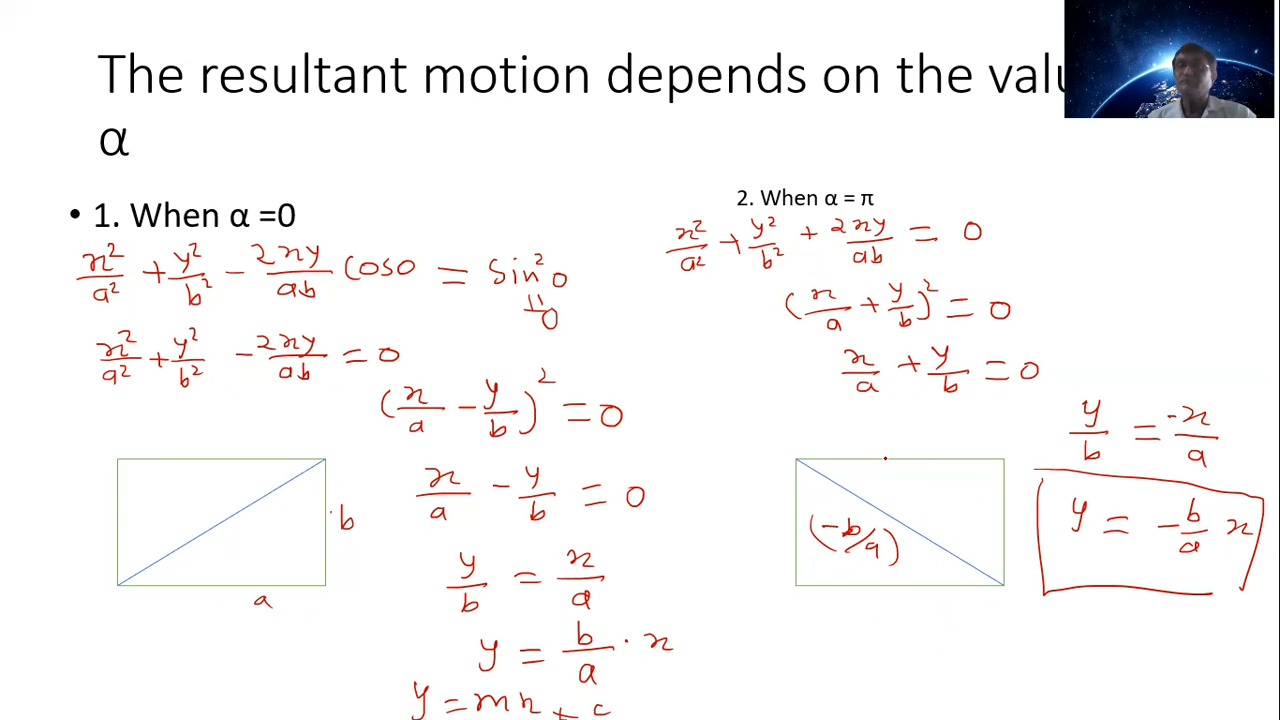 The resultant motion depends on the valu
α
• 1. When α =0
x²/a² + y²/b² - 2xy/ab Cos0 = Sin²0
= 0
x²/a² + y²/b² - 2xy/ab = 0
(x/a - y/b)² = 0
x/a - y/b = 0
y/b = x/a
y = b/a · x
y = mx + c
b
a
2. When α = π
x²/a² + y²/b² + 2xy/ab = 0
(x/a + y/b)² = 0
x/a + y/b = 0
y/b = -x/a
y = -b/a x
(-b/a)